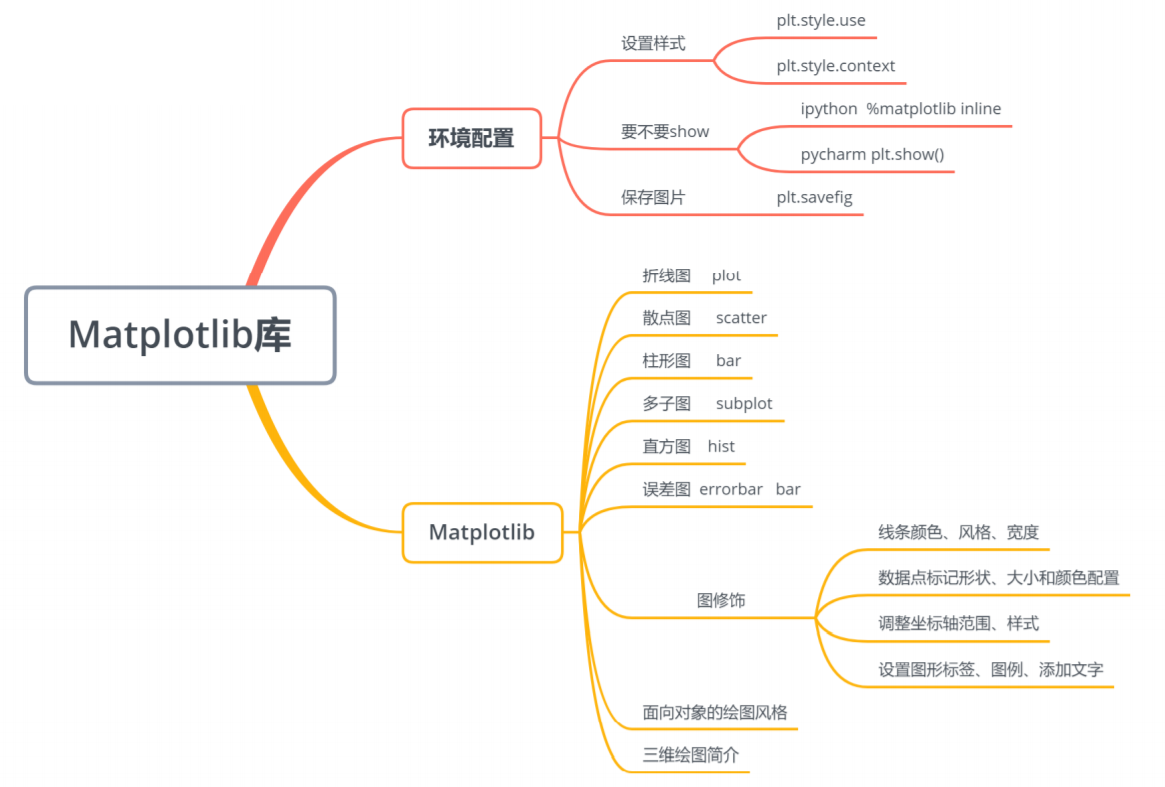 Matplotlib库
环境配置
设置样式
plt.style.use
plt.style.context
要不要show
ipython %matplotlib inline
pycharm plt.show()
保存图片 plt.savefig
Matplotlib
折线图 plot
散点图 scatter
柱形图 bar
多子图 subplot
直方图 hist
误差图 errorbar bar
图修饰
线条颜色、风格、宽度
数据点标记形状、大小和颜色配置
调整坐标轴范围、样式
设置图形标签、图例、添加文字
面向对象的绘图风格
三维绘图简介